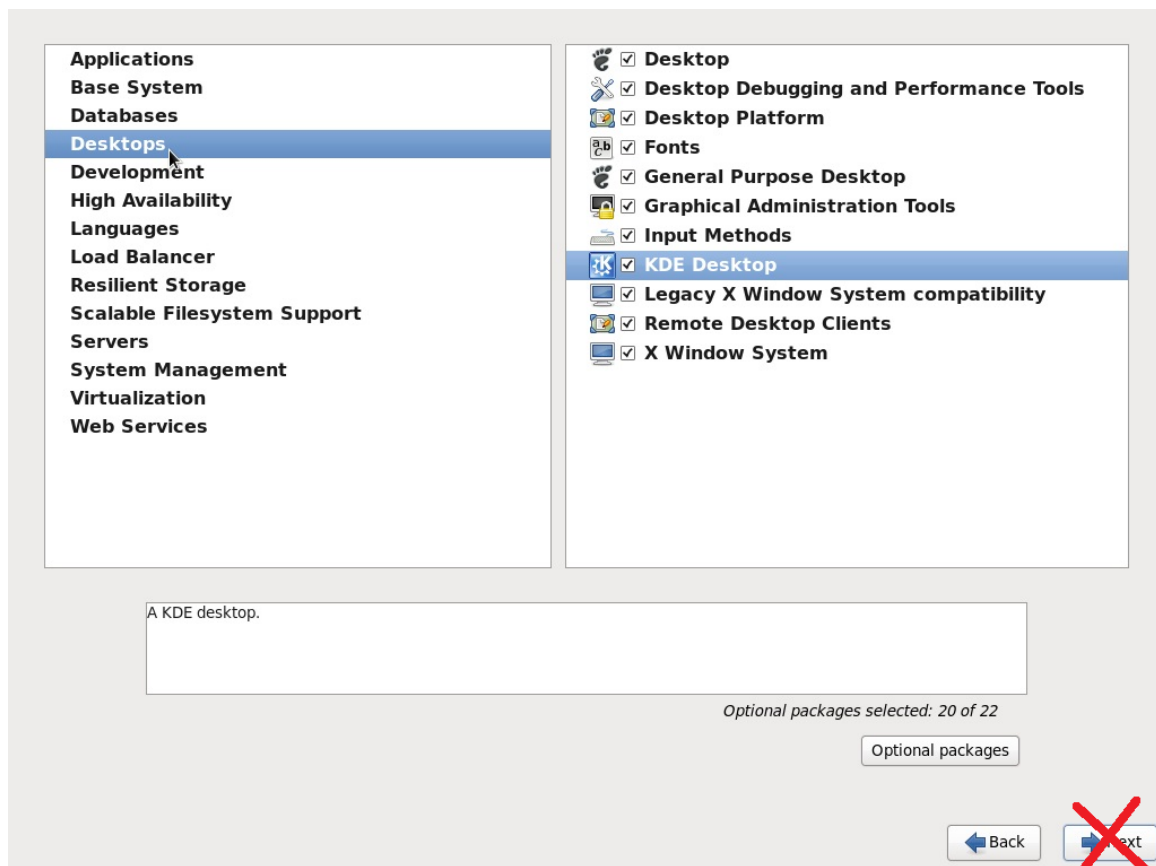 Applications
Base System
Databases
Desktops
Development
High Availability
Languages
Load Balancer
Resilient Storage
Scalable Filesystem Support
Servers
System Management
Virtualization
Web Services
Desktop
Desktop Debugging and Performance Tools
Desktop Platform
Fonts
General Purpose Desktop
Graphical Administration Tools
Input Methods
KDE Desktop
Legacy X Window System compatibility
Remote Desktop Clients
X Window System
A KDE desktop.
Optional packages selected: 20 of 22
Optional packages
Back